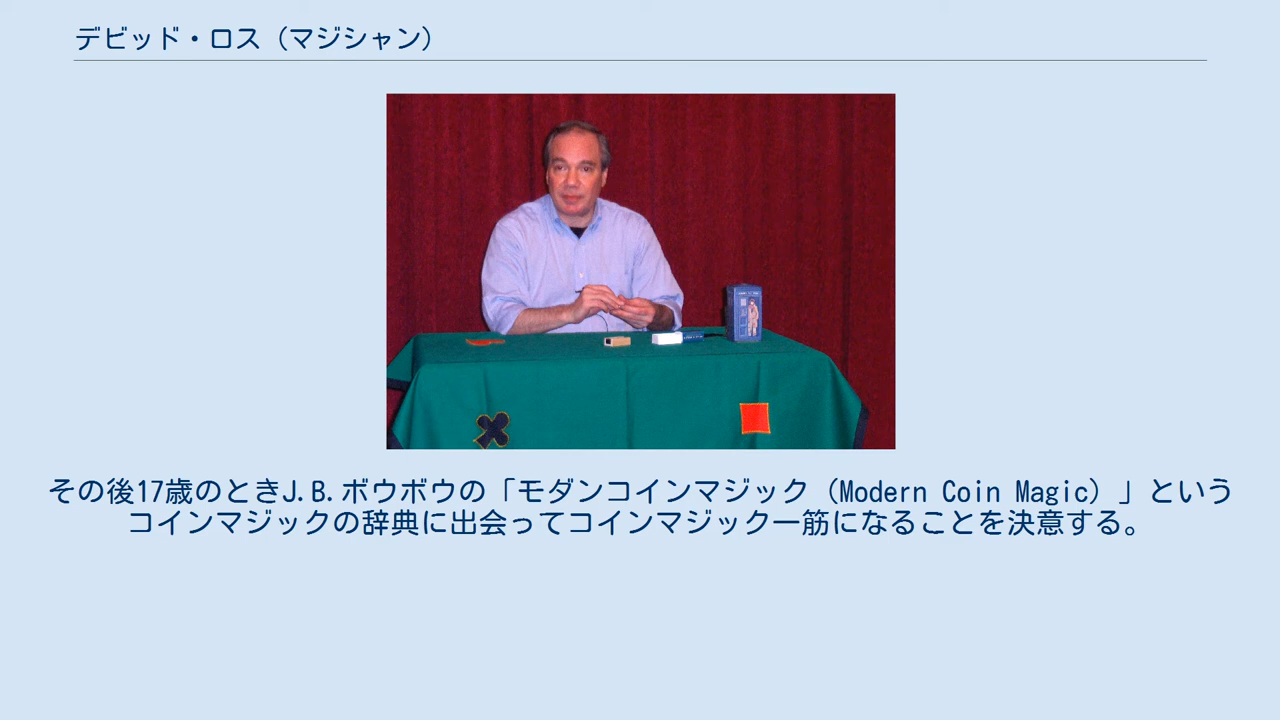 デビッド・ロス（マジシャン）
その後17歳のときJ.B.ボウボウの「モダンコインマジック（Modern Coin Magic）」という
コインマジックの辞典に出会ってコインマジック一筋になることを決意する。